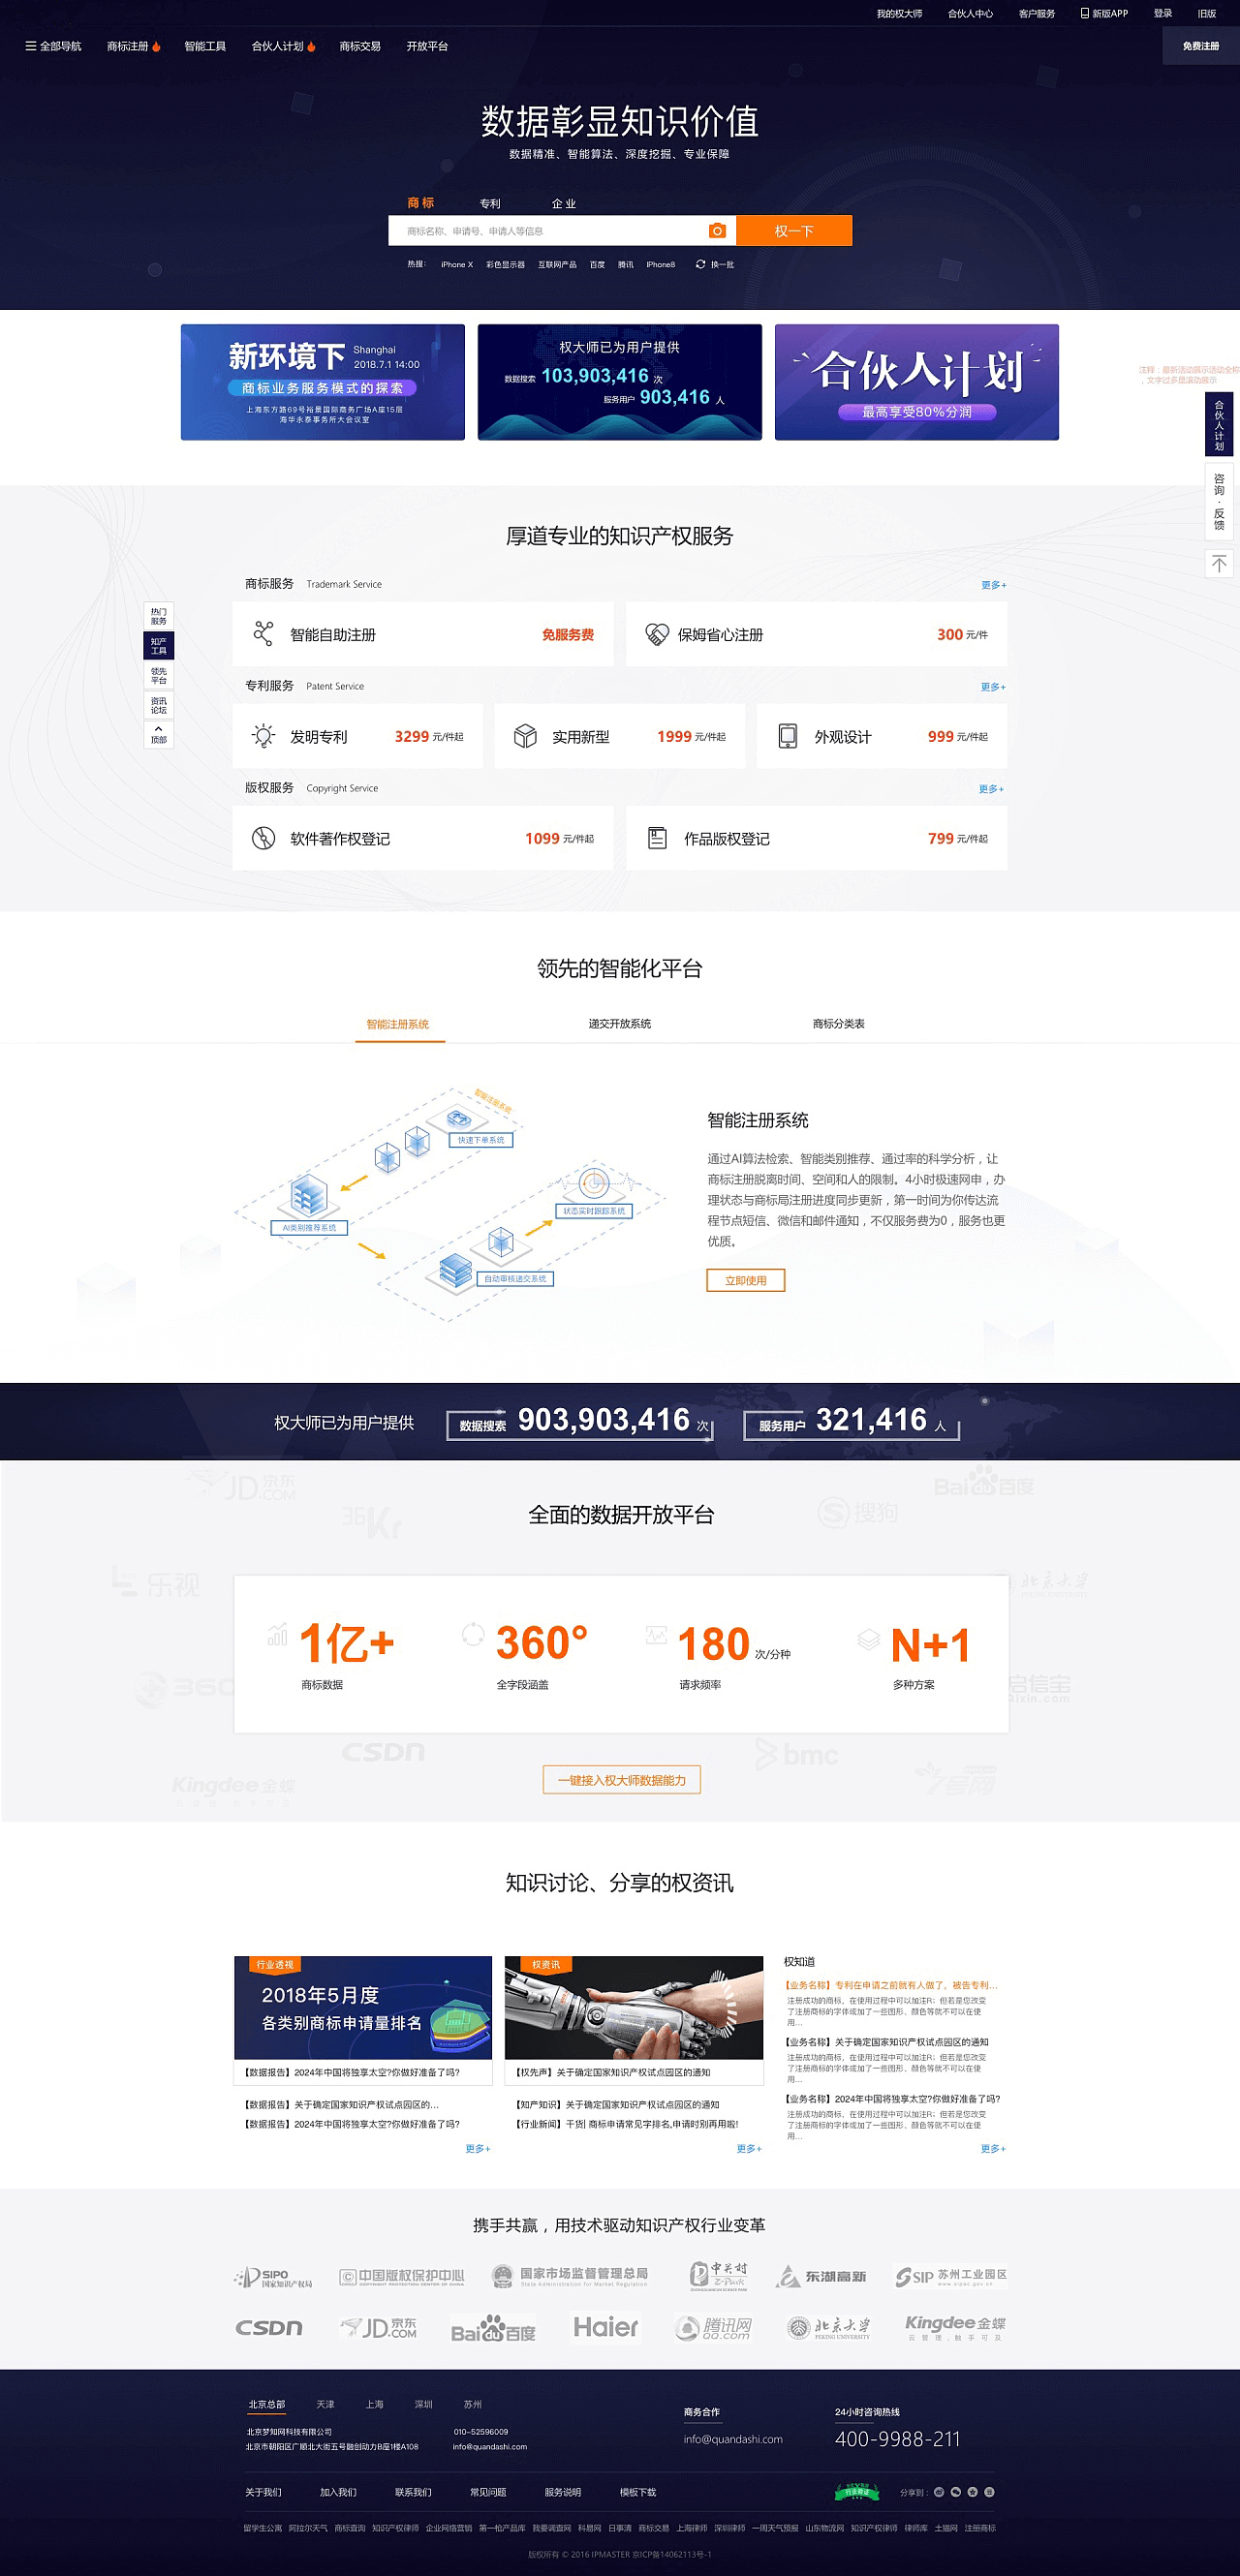 我的权大师 合伙人中心 客户服务 新版APP 登录 旧版
全部导航 商标注册 智能工具 合伙人计划 商标交易 开放平台 免费注册
数据彰显知识价值
数据精准、智能算法、深度挖掘、专业保障
商标 专利 企业
商标名称、申请号、申请人等信息 权一下
热搜: iPhone X 彩色显示器 互联网产品 百度 腾讯 iPhone8 换一批
新环境下 Shanghai
2018.7.1 14:00
商标业务服务模式的探索
上海东方路69号裕景国际商务广场A座15层
海华永泰事务所大会议室
权大师已为用户提供
数据搜索 103,903,416 次
服务用户 903,416 人
合伙人计划
最高享受80%分润
注释：最新活动展示活动全称
，文字过多是滚动展示
合伙人计划
咨询·反馈
厚道专业的知识产权服务
商标服务 Trademark Service 更多+
智能自助注册 免服务费
保姆省心注册 300 元/件
热门服务
知产工具
领先平台
资讯论坛
顶部
专利服务 Patent Service 更多+
发明专利 3299 元/件起
实用新型 1999 元/件起
外观设计 999 元/件起
版权服务 Copyright Service 更多+
软件著作权登记 1099 元/件起
作品版权登记 799 元/件起
领先的智能化平台
智能注册系统 递交开放系统 商标分类表
智能注册系统
快速下单系统
AI类别推荐系统
状态实时跟踪系统
自动审核递交系统
智能注册系统
通过AI算法检索、智能类别推荐、通过率的科学分析，让
商标注册脱离时间、空间和人的限制。4小时极速网申，办
理状态与商标局注册进度同步更新，第一时间为你传达流
程节点短信、微信和邮件通知，不仅服务费为0，服务也更
优质。
立即使用
权大师已为用户提供 数据搜索 903,903,416 次 服务用户 321,416 人
JD 京东 .COM
36Kr
搜狗
Bai du 百度
全面的数据开放平台
乐视
北京大学
1亿+
商标数据
360°
全字段涵盖
180 次/分种
请求频率
N+1
多种方案
360
启信宝
Qixin.com
CSDN
bmc
Kingdee 金蝶
一键接入权大师数据能力
知识讨论、分享的权资讯
行业透视
2018年5月度
各类别商标申请量排名
【数据报告】2024年中国将独享太空?你做好准备了吗?
【数据报告】关于确定国家知识产权试点园区的...
【数据报告】2024年中国将独享太空?你做好准备了吗?
更多+
权资讯
【权先声】关于确定国家知识产权试点园区的通知
【知产知识】关于确定国家知识产权试点园区的通知
【行业新闻】干货| 商标申请常见字排名,申请时别再用啦!
更多+
权知道
【业务名称】专利在申请之前就有人做了，被告专利...
注册成功的商标，在使用过程中可以加注R；但若是您改变
了注册商标的字体或加了一些图形、颜色等就不可以在使
用...
【业务名称】关于确定国家知识产权试点园区的通知
注册成功的商标，在使用过程中可以加注R；但若是您改变
了注册商标的字体或加了一些图形、颜色等就不可以在使
用...
【业务名称】2024年中国将独享太空?你做好准备了吗?
注册成功的商标，在使用过程中可以加注R；但若是您改变
了注册商标的字体或加了一些图形、颜色等就不可以在使
用...
更多+
携手共赢，用技术驱动知识产权行业变革
SIPO 国家知识产权局
中国版权保护中心 COPYRIGHT PROTECTION CENTER OF CHINA
国家市场监督管理总局 State Administration for Market Regulation
中关村 Z-Park
东湖高新
SIP 苏州工业园区 www.sipac.gov.cn
CSDN
JD 京东 .COM
Bai du 百度
Haier
腾讯网 QQ.com
北京大学 PEKING UNIVERSITY
Kingdee 金蝶 云管理,触手可及
北京总部 天津 上海 深圳 苏州
北京梦知网科技有限公司 010-52596009
北京市朝阳区广顺北大街五号融创动力B座1楼A108 info@quandashi.com
商务合作
info@quandashi.com
24小时咨询热线
400-9988-211
关于我们 加入我们 联系我们 常见问题 服务说明 模板下载
分享到：
留学生公寓 阿拉尔天气 商标查询 知识产权律师 企业网络营销 第一枪产品库 我要调查网 科易网 日事清 商标交易 上海律师 深圳律师 一周天气预报 山东物流网 知识产权律师 律师库 土猫网 注册商标
版权所有 © 2016 IPMASTER 京ICP备14062113号-1